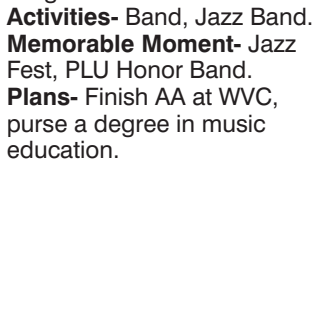 Activities- Band, Jazz Band.
Memorable Moment- Jazz
Fest, PLU Honor Band.
Plans- Finish AA at WVC,
purse a degree in music
education.